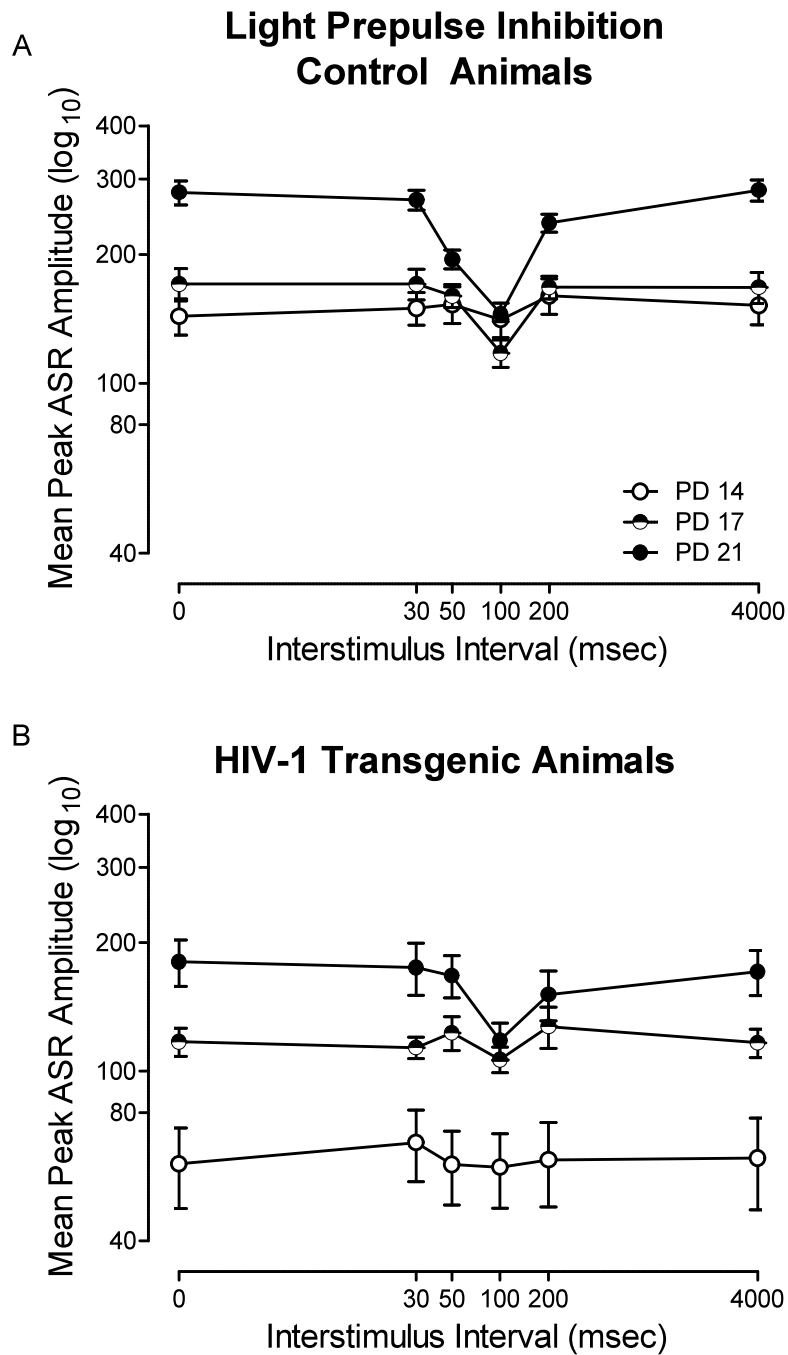 A
Light Prepulse Inhibition
Control Animals
Mean Peak ASR Amplitude (log10)
400
300
200
100
80
40
PD 14
PD 17
PD 21
0 30 50 100 200 4000
Interstimulus Interval (msec)
B
HIV-1 Transgenic Animals
Mean Peak ASR Amplitude (log10)
400
300
200
100
80
40
0 30 50 100 200 4000
Interstimulus Interval (msec)